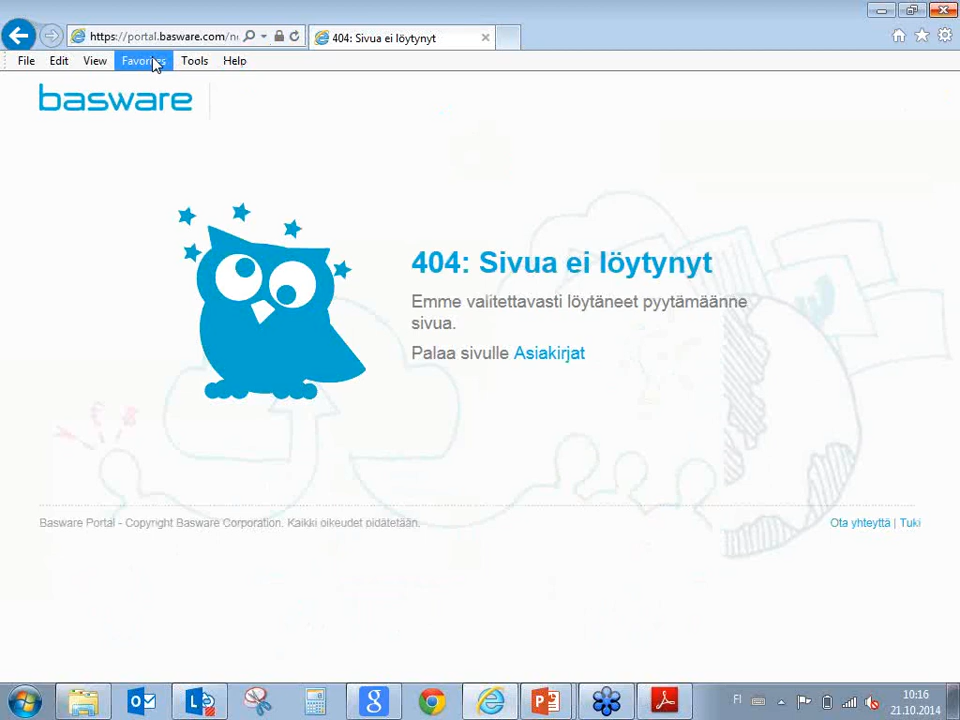 https://portal.basware.com/n
404: Sivua ei löytynyt
File Edit View Favorites Tools Help
basware
404: Sivua ei löytynyt
Emme valitettavasti löytäneet pyytämäänne
sivua.
Palaa sivulle Asiakirjat
Basware Portal - Copyright Basware Corporation. Kaikki oikeudet pidätetään.
Ota yhteyttä | Tuki
FI
10:16
21.10.2014